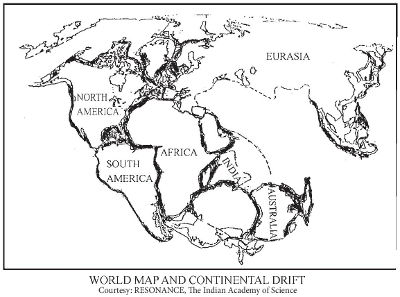 EURASIA
NORTH
AMERICA
AFRICA
SOUTH
AMERICA
INDIA
AUSTRALIA
WORLD MAP AND CONTINENTAL DRIFT
Courtesy: RESONANCE, The Indian Academy of Science